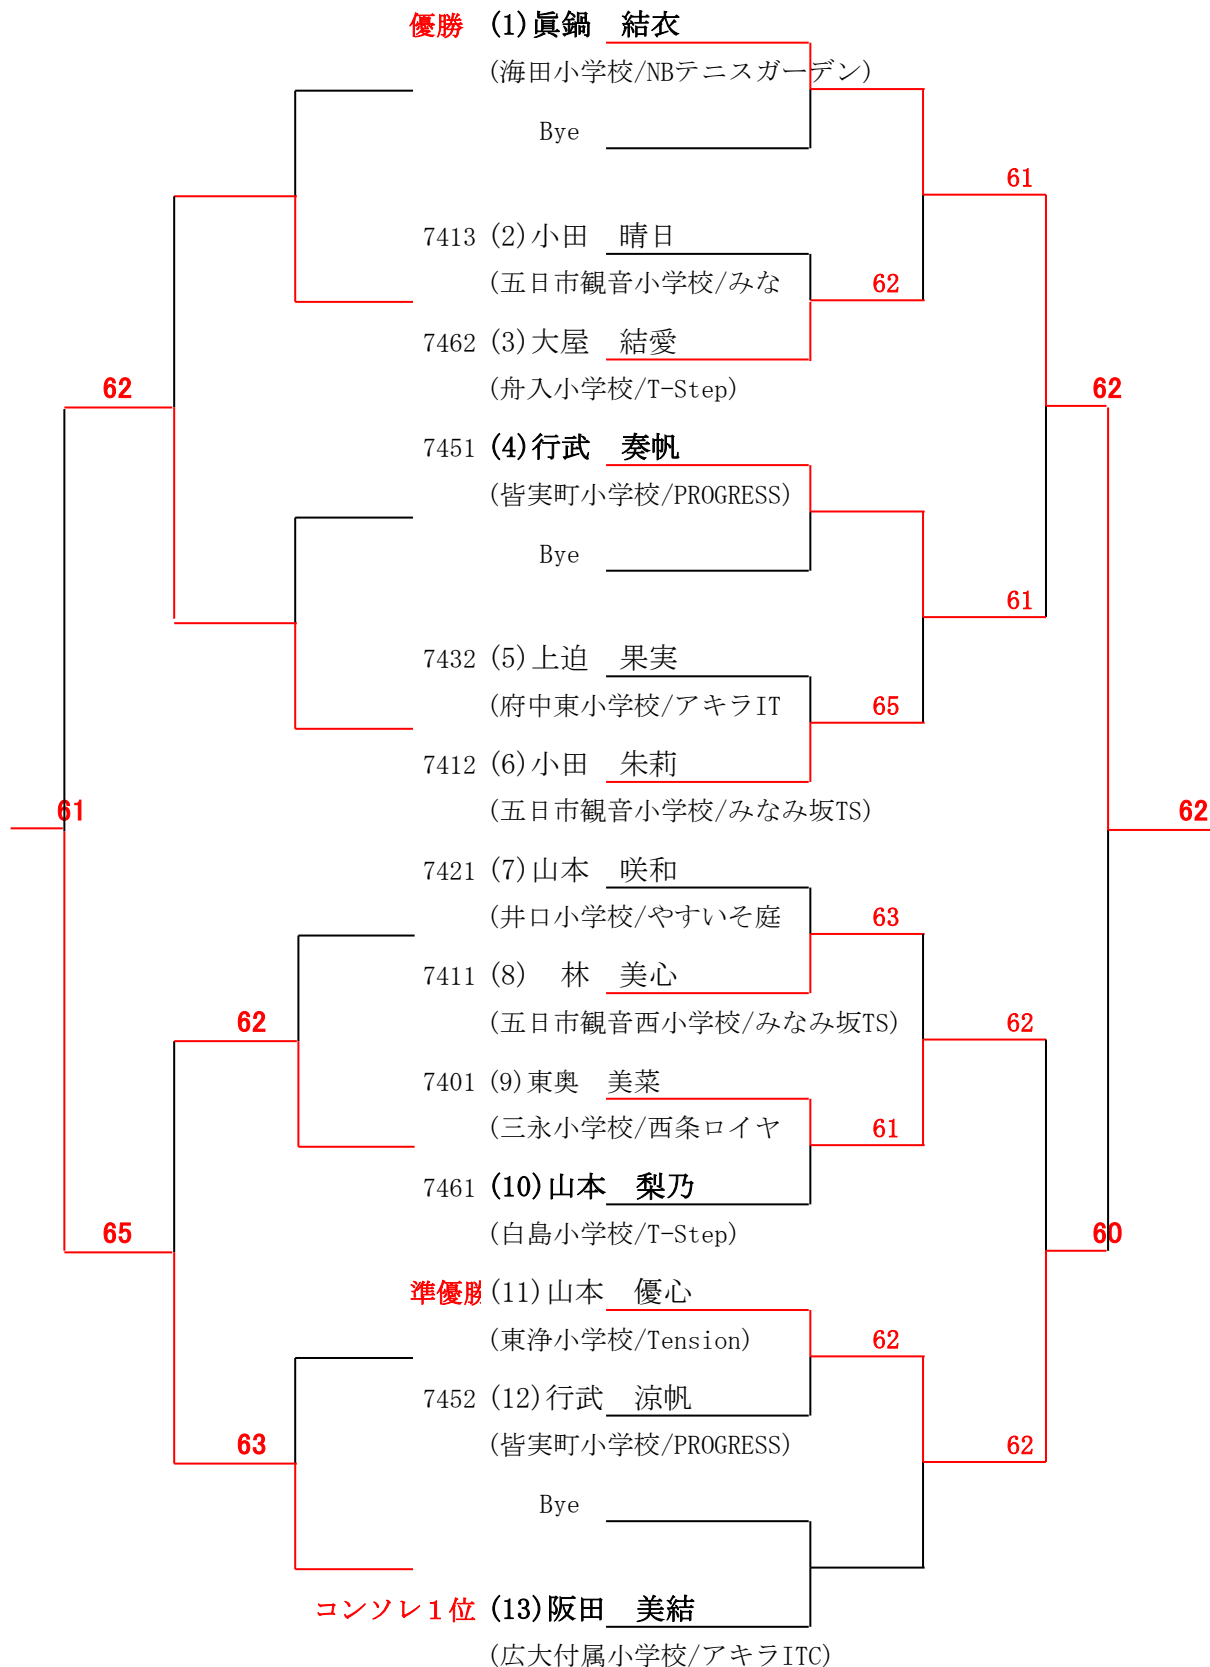 優勝 (1)眞鍋　結衣
(海田小学校/NBテニスガーデン)
Bye
61
7413 (2)小田　晴日
(五日市観音小学校/みな
62
7462 (3)大屋　結愛
(舟入小学校/T-Step)
62
62
7451 (4)行武　奏帆
(皆実町小学校/PROGRESS)
Bye
61
7432 (5)上迫　果実
(府中東小学校/アキラIT
65
7412 (6)小田　朱莉
(五日市観音小学校/みなみ坂TS)
61
62
7421 (7)山本　咲和
(井口小学校/やすいそ庭
63
7411 (8)　林　美心
(五日市観音西小学校/みなみ坂TS)
62
62
7401 (9)東奥　美菜
(三永小学校/西条ロイヤ
61
7461 (10)山本　梨乃
(白島小学校/T-Step)
65
60
準優勝 (11)山本　優心
(東浄小学校/Tension)
62
7452 (12)行武　涼帆
(皆実町小学校/PROGRESS)
63
62
Bye
コンソレ１位 (13)阪田　美結
(広大付属小学校/アキラITC)